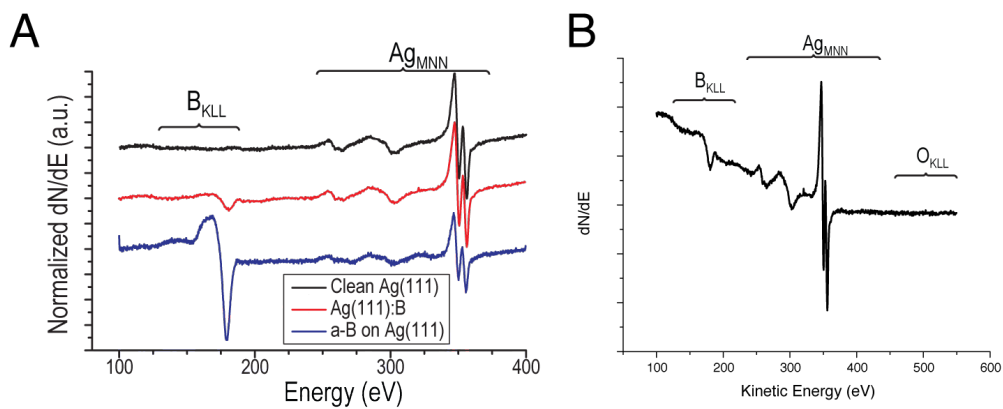 A
Normalized dN/dE (a.u.)
B_KLL
Ag_MNN
Clean Ag(111)
Ag(111):B
a-B on Ag(111)
100 200 300 400
Energy (eV)
B
dN/dE
B_KLL
Ag_MNN
O_KLL
100 200 300 400 500 600
Kinetic Energy (eV)